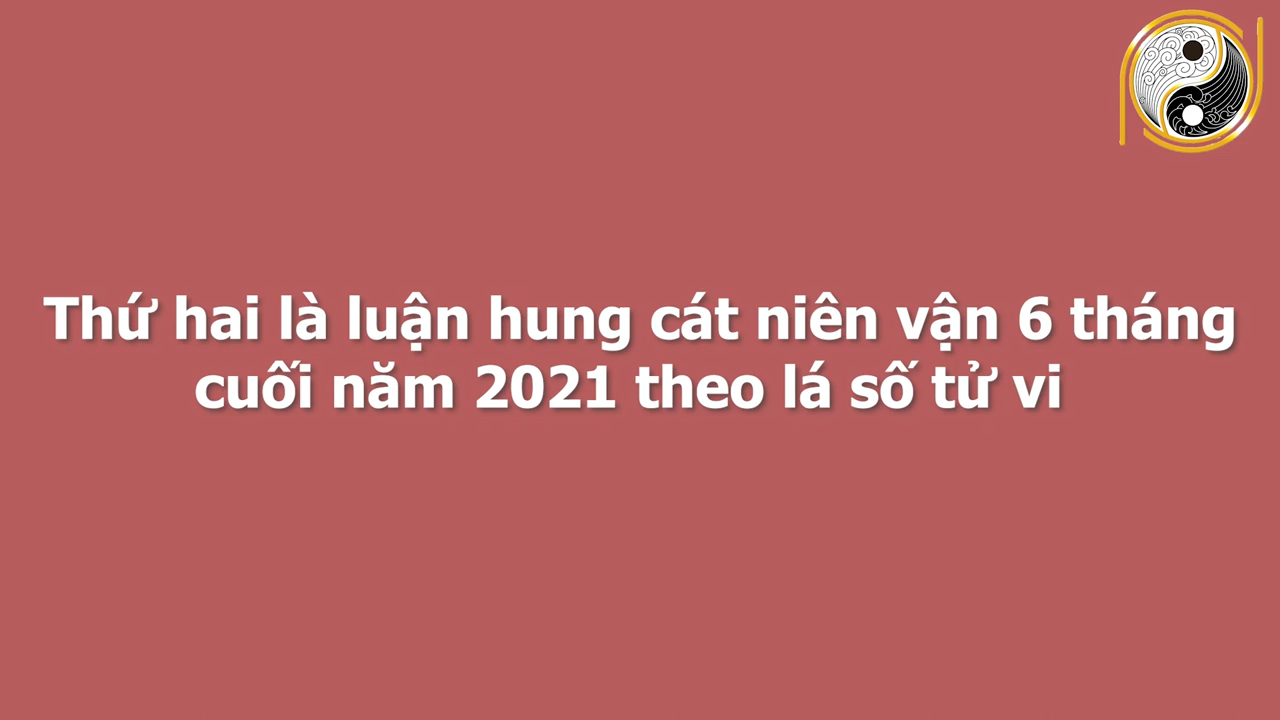 Thứ hai là luận hung cát niên vận 6 tháng
cuối năm 2021 theo lá số tử vi